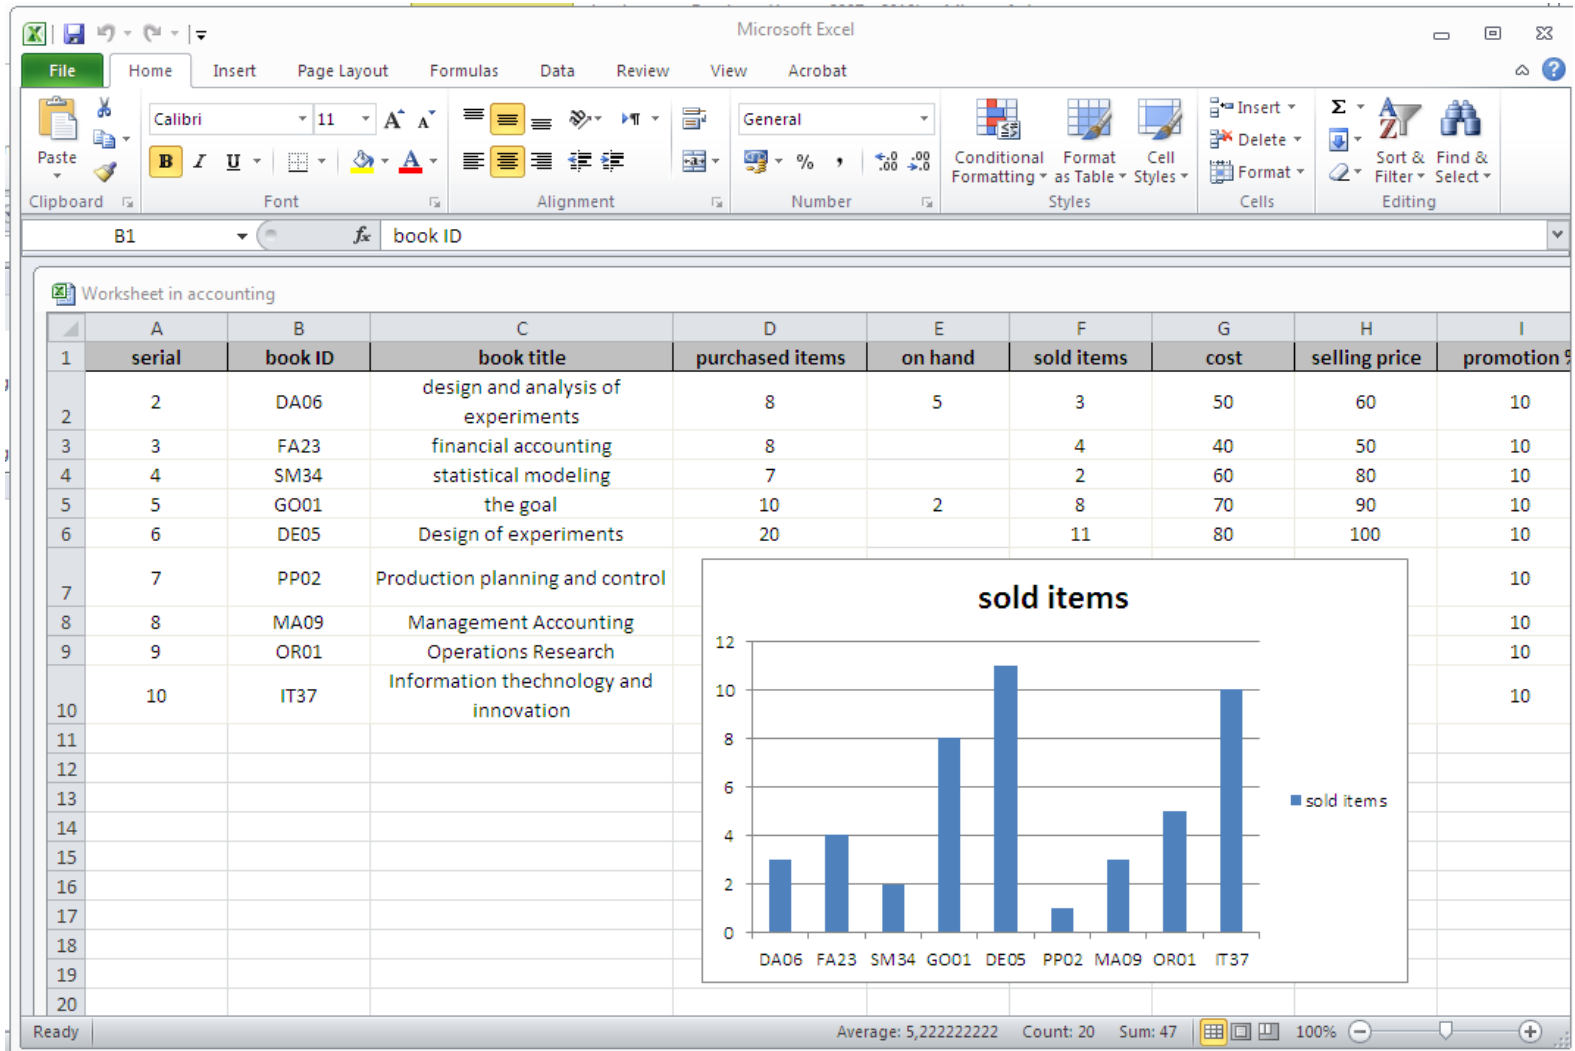 Microsoft Excel
File Home Insert Page Layout Formulas Data Review View Acrobat
Paste
Clipboard
Calibri 11
B I U
Font
Alignment
General
% ,
Number
Conditional Formatting
Format as Table
Cell Styles
Styles
Insert
Delete
Format
Cells
Σ
Sort & Filter
Find & Select
Editing
B1 fx book ID
Worksheet in accounting
A B C D E F G H I
1 serial book ID book title purchased items on hand sold items cost selling price promotion %
2 2 DA06 design and analysis of experiments 8 5 3 50 60 10
3 3 FA23 financial accounting 8 4 40 50 10
4 4 SM34 statistical modeling 7 2 60 80 10
5 5 GO01 the goal 10 2 8 70 90 10
6 6 DE05 Design of experiments 20 11 80 100 10
7 7 PP02 Production planning and control 10
8 8 MA09 Management Accounting 10
9 9 OR01 Operations Research 10
10 10 IT37 Information thechnology and innovation 10
11
12
13
14
15
16
17
18
19
20
sold items
12
10
8
6
4
2
0
DA06 FA23 SM34 GO01 DE05 PP02 MA09 OR01 IT37
sold items
Ready Average: 5,222222222 Count: 20 Sum: 47 100%